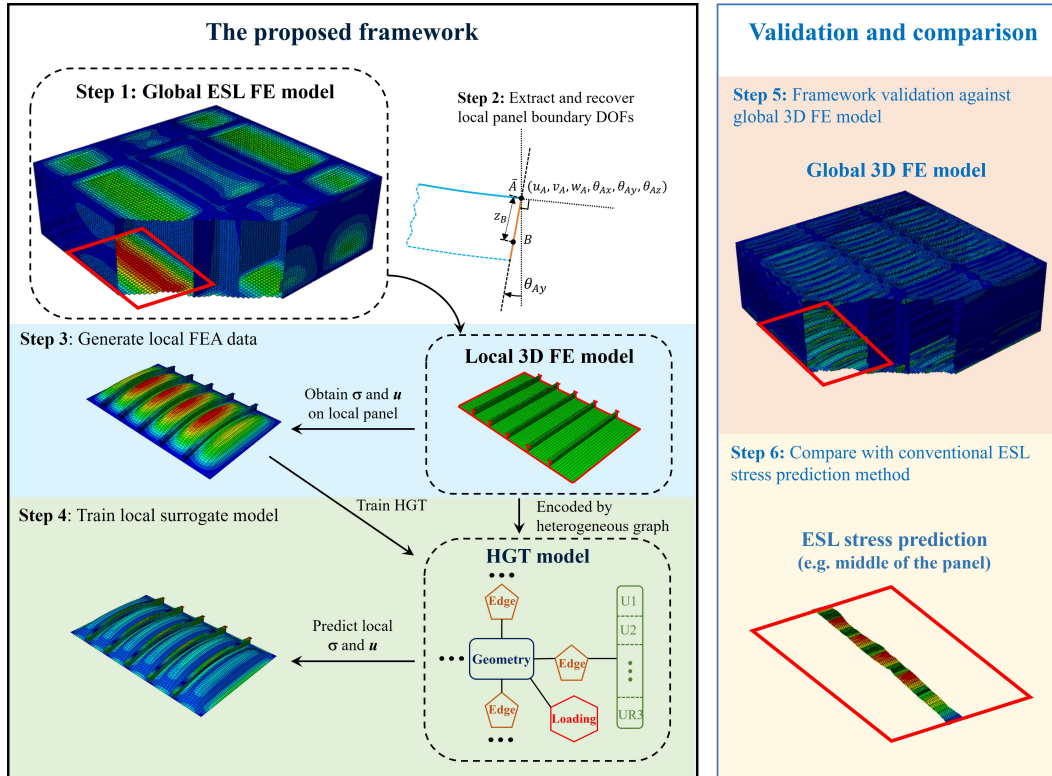 The proposed framework
Step 1: Global ESL FE model
Step 2: Extract and recover
local panel boundary DOFs
Ā
(u_A, v_A, w_A, θ_Ax, θ_Ay, θ_Az)
z_B
B
θ_Ay
Step 3: Generate local FEA data
Obtain σ and u
on local panel
Local 3D FE model
Train HGT
Encoded by
heterogeneous graph
Step 4: Train local surrogate model
HGT model
Predict local
σ and u
Edge
Geometry
Edge
Edge
Loading
U1
U2
UR3
Validation and comparison
Step 5: Framework validation against
global 3D FE model
Global 3D FE model
Step 6: Compare with conventional ESL
stress prediction method
ESL stress prediction
(e.g. middle of the panel)